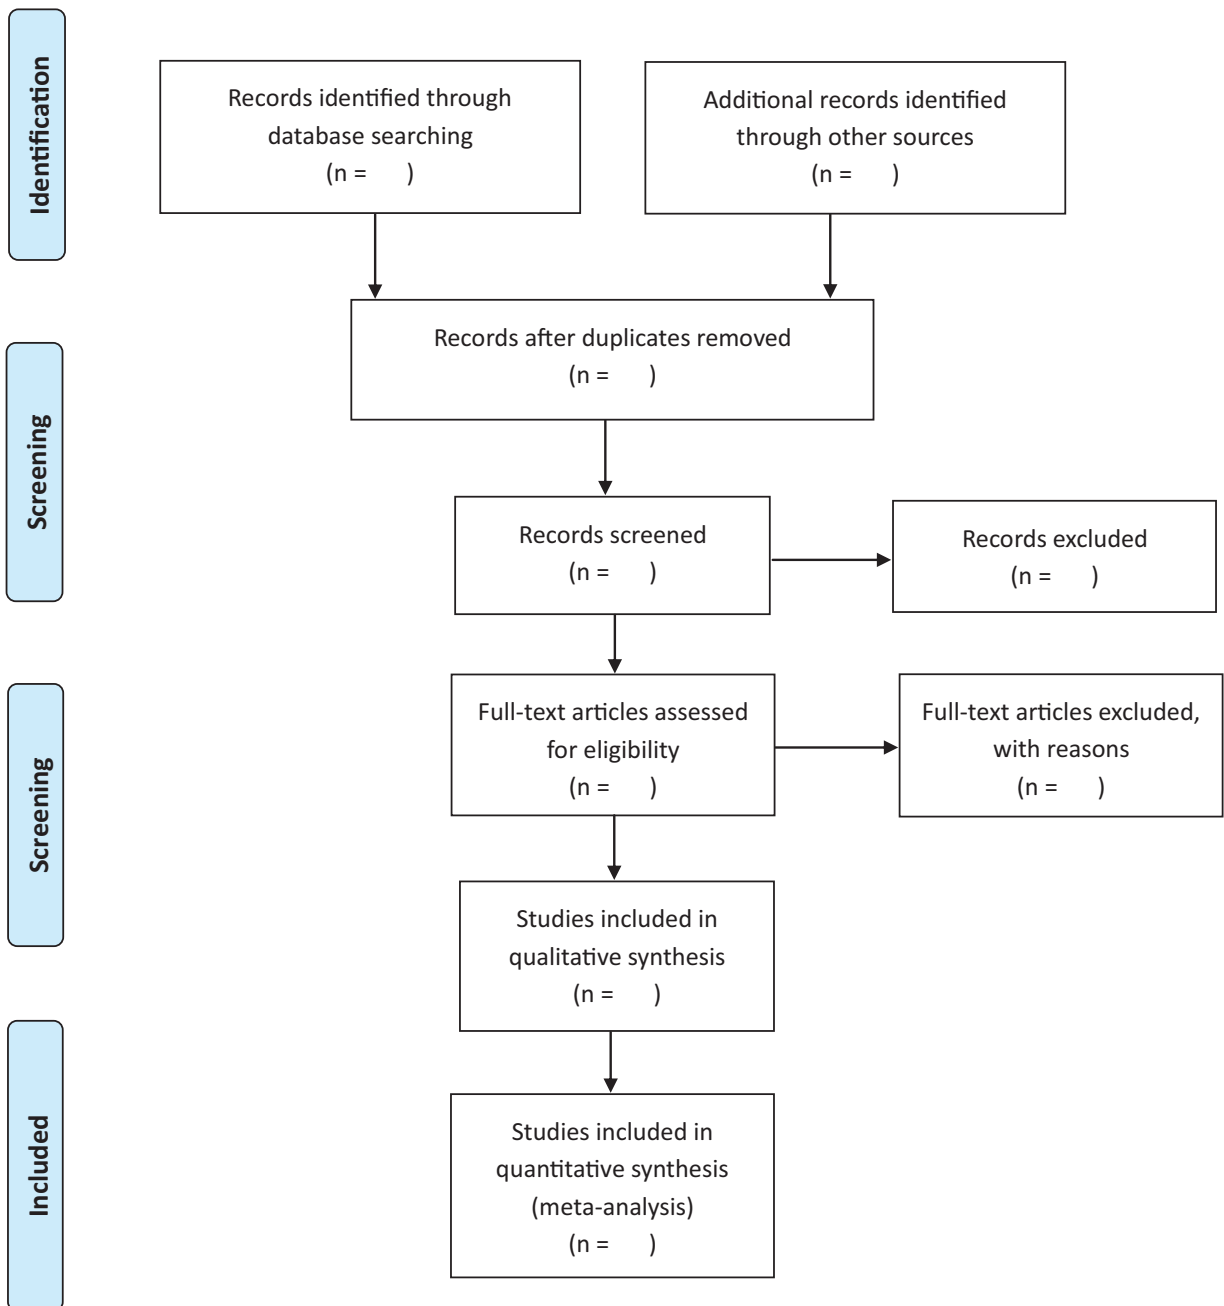 Identification
Records identified through
database searching
(n = )
Additional records identified
through other sources
(n = )
Records after duplicates removed
(n = )
Screening
Records screened
(n = )
Records excluded
(n = )
Screening
Full-text articles assessed
for eligibility
(n = )
Full-text articles excluded,
with reasons
(n = )
Studies included in
qualitative synthesis
(n = )
Included
Studies included in
quantitative synthesis
(meta-analysis)
(n = )